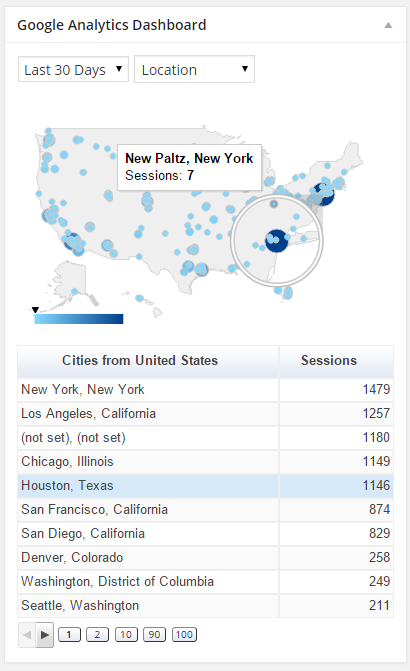 Google Analytics Dashboard
Last 30 Days Location
New Paltz, New York
Sessions: 7
Cities from United States Sessions
New York, New York 1479
Los Angeles, California 1257
(not set), (not set) 1180
Chicago, Illinois 1149
Houston, Texas 1146
San Francisco, California 874
San Diego, California 829
Denver, Colorado 258
Washington, District of Columbia 249
Seattle, Washington 211
1 2 10 90 100